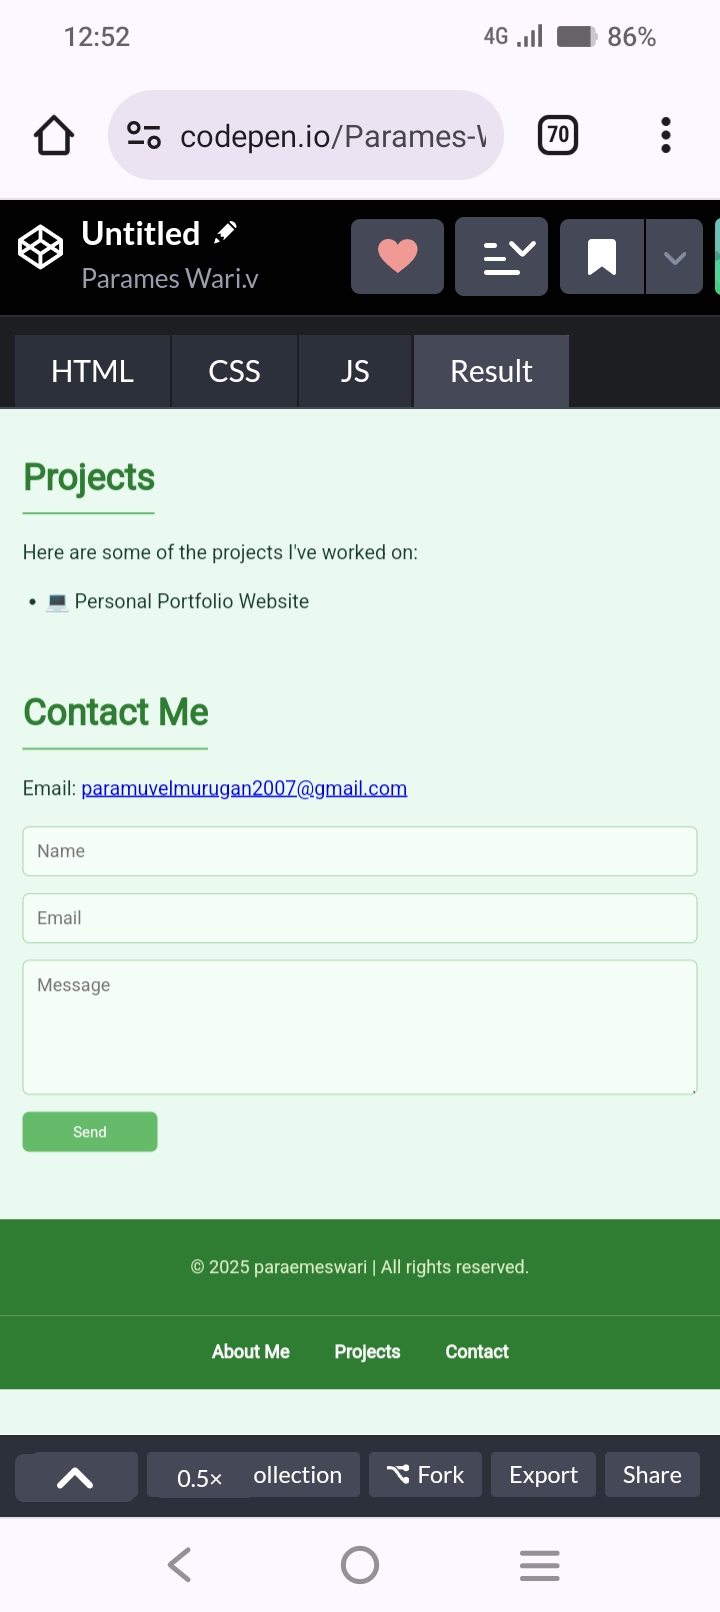 12:52
4G 86%
codepen.io/Parames-
70
Untitled
Parames Wari.v
HTML CSS JS Result
Projects
Here are some of the projects I've worked on:
• 💻 Personal Portfolio Website
Contact Me
Email: paramuvelmurugan2007@gmail.com
Name
Email
Message
Send
© 2025 paraemeswari | All rights reserved.
About Me Projects Contact
0.5× ollection Fork Export Share